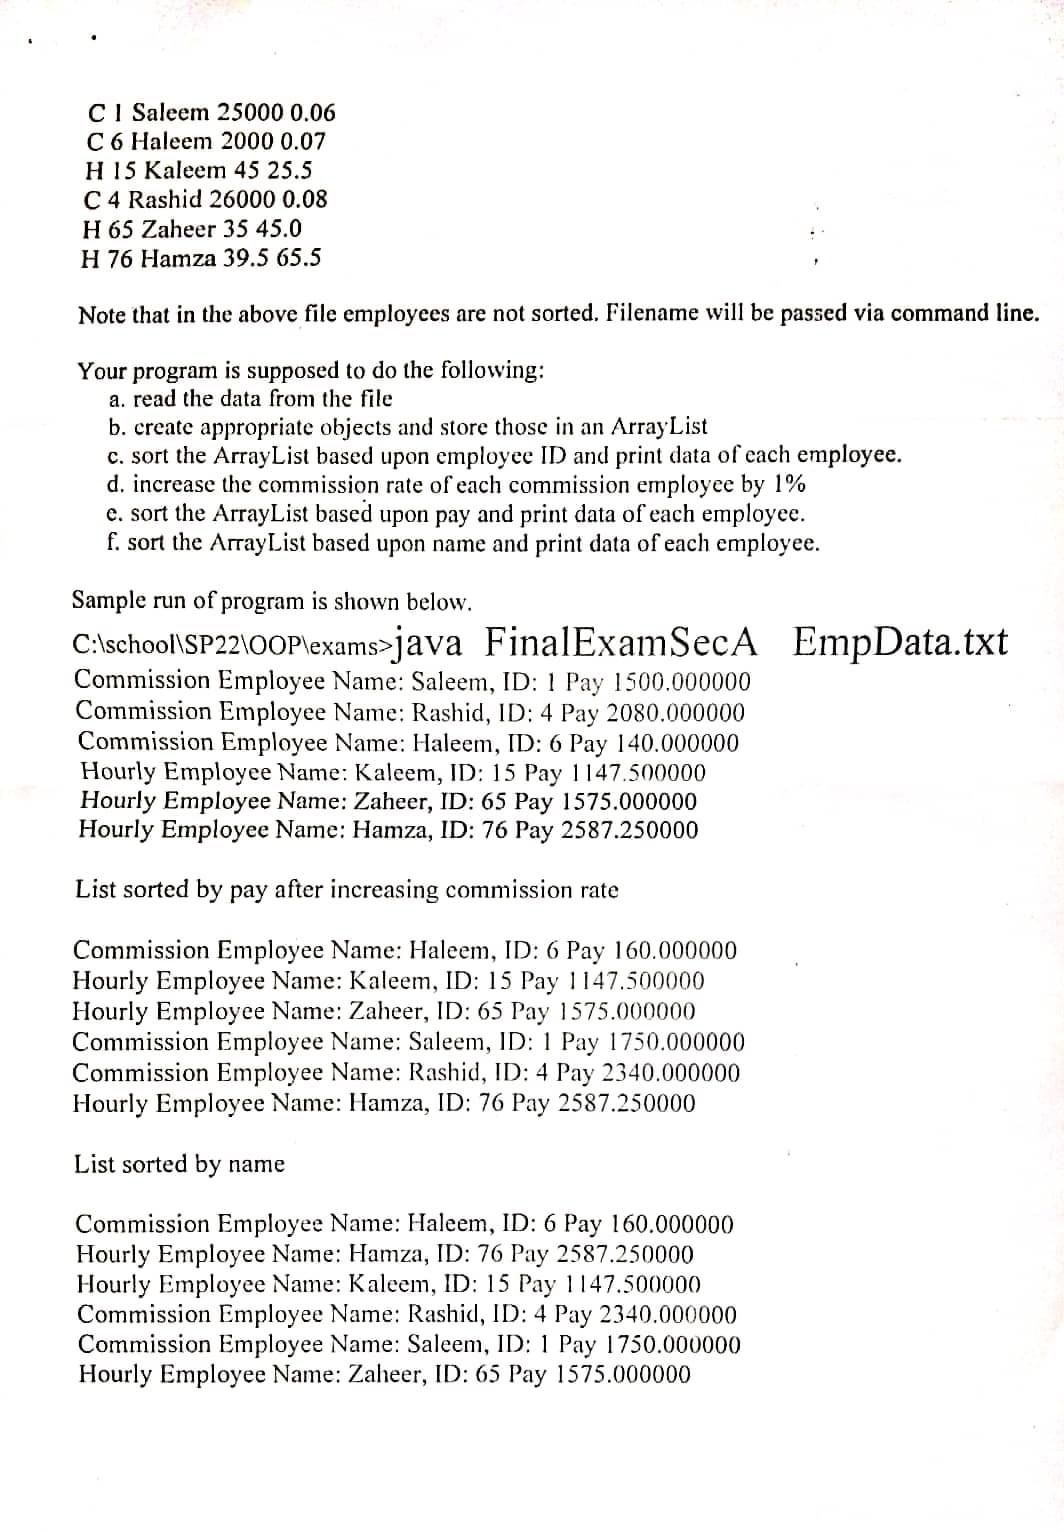 C 1 Saleem 25000 0.06
C 6 Haleem 2000 0.07
H 15 Kaleem 45 25.5
C 4 Rashid 26000 0.08
H 65 Zaheer 35 45.0
H 76 Hamza 39.5 65.5
Note that in the above file employees are not sorted. Filename will be passed via command line.
Your program is supposed to do the following:
a. read the data from the file
b. create appropriate objects and store those in an ArrayList
c. sort the ArrayList based upon employee ID and print data of each employee.
d. increase the commission rate of each commission employee by 1%
e. sort the ArrayList based upon pay and print data of each employee.
f. sort the ArrayList based upon name and print data of each employee.
Sample run of program is shown below.
C:\school\SP22\OOP\exams>java FinalExamSecA EmpData.txt
Commission Employee Name: Saleem, ID: 1 Pay 1500.000000
Commission Employee Name: Rashid, ID: 4 Pay 2080.000000
Commission Employee Name: Haleem, ID: 6 Pay 140.000000
Hourly Employee Name: Kaleem, ID: 15 Pay 1147.500000
Hourly Employee Name: Zaheer, ID: 65 Pay 1575.000000
Hourly Employee Name: Hamza, ID: 76 Pay 2587.250000
List sorted by pay after increasing commission rate
Commission Employee Name: Haleem, ID: 6 Pay 160.000000
Hourly Employee Name: Kaleem, ID: 15 Pay 1147.500000
Hourly Employee Name: Zaheer, ID: 65 Pay 1575.000000
Commission Employee Name: Saleem, ID: 1 Pay 1750.000000
Commission Employee Name: Rashid, ID: 4 Pay 2340.000000
Hourly Employee Name: Hamza, ID: 76 Pay 2587.250000
List sorted by name
Commission Employee Name: Haleem, ID: 6 Pay 160.000000
Hourly Employee Name: Hamza, ID: 76 Pay 2587.250000
Hourly Employee Name: Kaleem, ID: 15 Pay 1147.500000
Commission Employee Name: Rashid, ID: 4 Pay 2340.000000
Commission Employee Name: Saleem, ID: 1 Pay 1750.000000
Hourly Employee Name: Zaheer, ID: 65 Pay 1575.000000